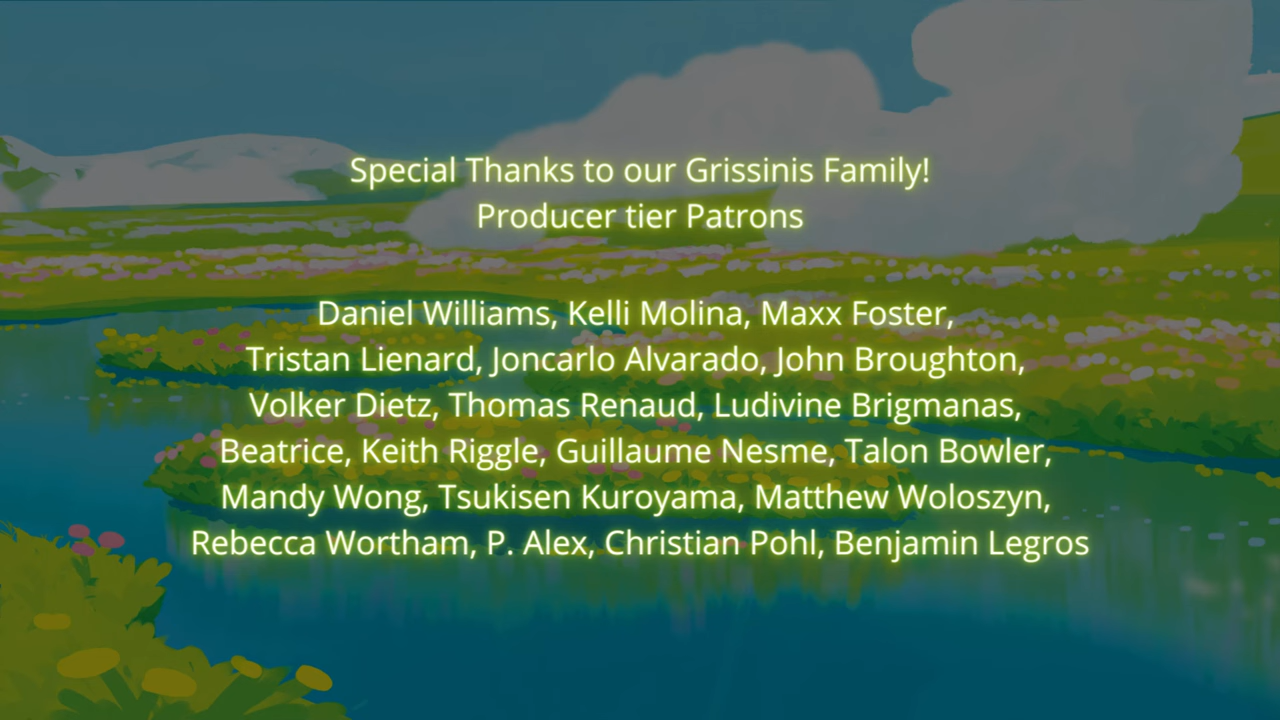 Special Thanks to our Grissinis Family!
Producer tier Patrons
Daniel Williams, Kelli Molina, Maxx Foster,
Tristan Lienard, Joncarlo Alvarado, John Broughton,
Volker Dietz, Thomas Renaud, Ludivine Brigmanas,
Beatrice, Keith Riggle, Guillaume Nesme, Talon Bowler,
Mandy Wong, Tsukisen Kuroyama, Matthew Woloszyn,
Rebecca Wortham, P. Alex, Christian Pohl, Benjamin Legros